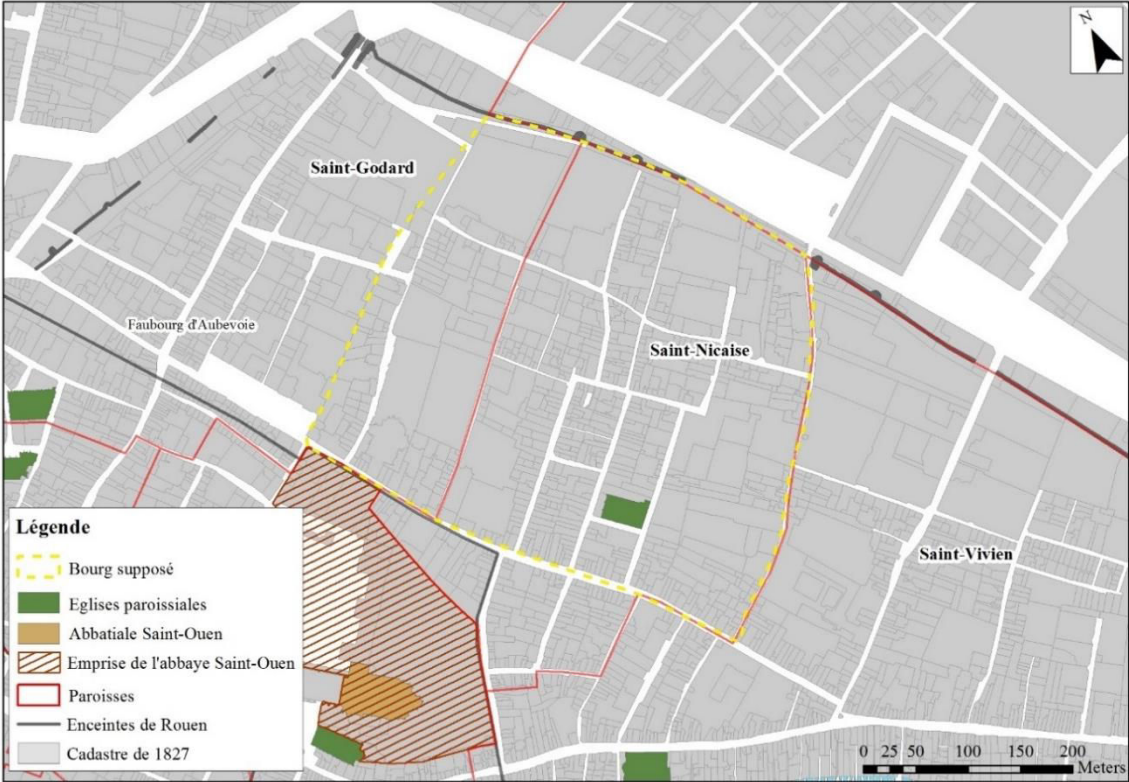 N
Saint-Godard
Faubourg d'Aubevoie
Saint-Nicaise
Saint-Vivien
Légende
Bourg supposé
Eglises paroissiales
Abbatiale Saint-Ouen
Emprise de l'abbaye Saint-Ouen
Paroisses
Enceintes de Rouen
Cadastre de 1827
0 25 50 100 150 200
Meters